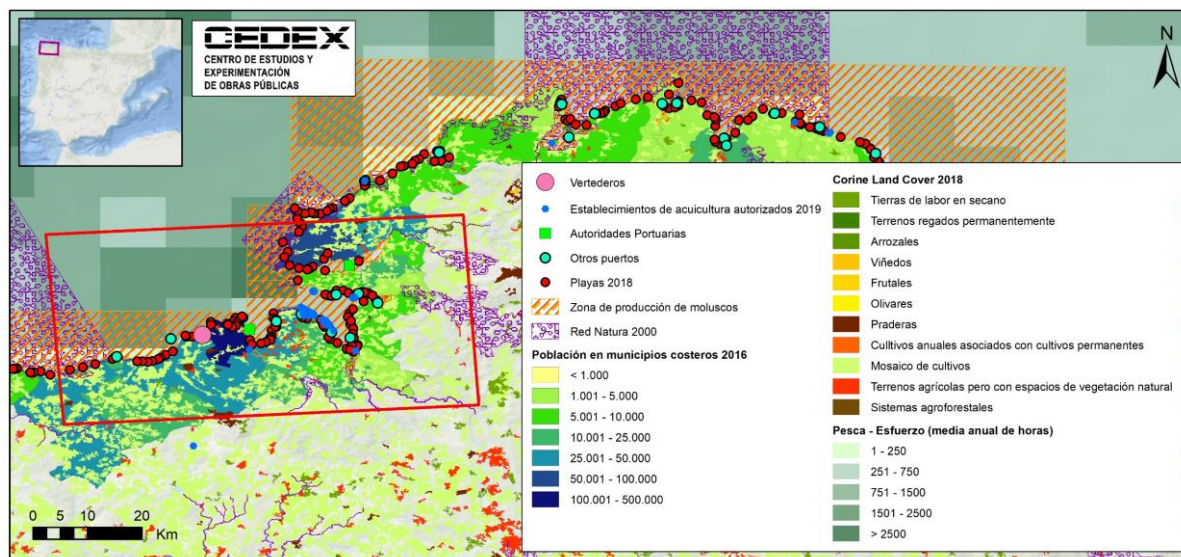 CEDEX
CENTRO DE ESTUDIOS Y
EXPERIMENTACIÓN
DE OBRAS PÚBLICAS
N
Vertederos
Establecimientos de acuicultura autorizados 2019
Autoridades Portuarias
Otros puertos
Playas 2018
Zona de producción de moluscos
Red Natura 2000
Población en municipios costeros 2016
< 1.000
1.001 - 5.000
5.001 - 10.000
10.001 - 25.000
25.001 - 50.000
50.001 - 100.000
100.001 - 500.000
Corine Land Cover 2018
Tierras de labor en secano
Terrenos regados permanentemente
Arrozales
Viñedos
Frutales
Olivares
Praderas
Cultivos anuales asociados con cultivos permanentes
Mosaico de cultivos
Terrenos agrícolas pero con espacios de vegetación natural
Sistemas agroforestales
Pesca - Esfuerzo (media anual de horas)
1 - 250
251 - 750
751 - 1500
1501 - 2500
> 2500
0 5 10 20
Km